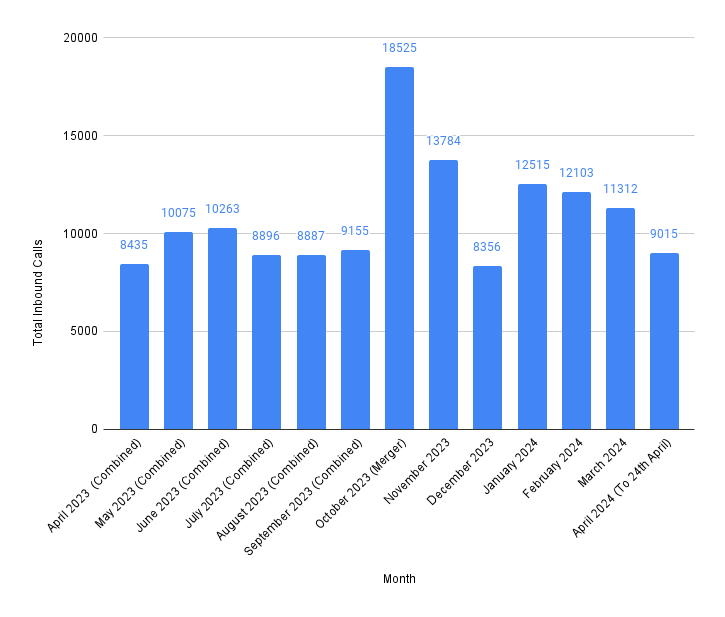 20000
15000
10000
5000
0
Total Inbound Calls
8435
10075
10263
8896
8887
9155
18525
13784
8356
12515
12103
11312
9015
April 2023 (Combined)
May 2023 (Combined)
June 2023 (Combined)
July 2023 (Combined)
August 2023 (Combined)
September 2023 (Combined)
October 2023 (Merger)
November 2023
December 2023
January 2024
February 2024
March 2024
April 2024 (To 24th April)
Month